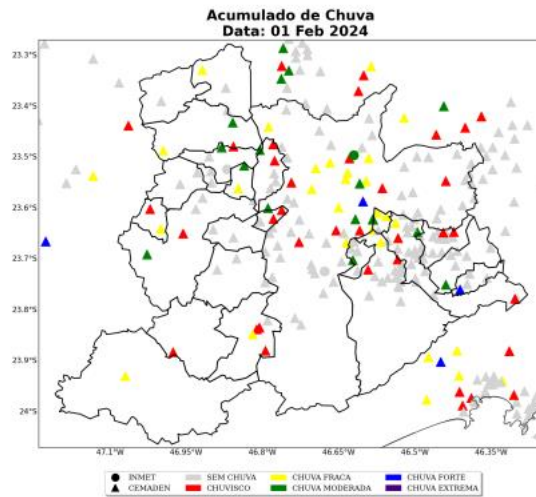 Acumulado de Chuva
Data: 01 Feb 2024
23.3°S
23.4°S
23.5°S
23.6°S
23.7°S
23.8°S
23.9°S
24°S
47.1°W 46.95°W 46.8°W 46.65°W 46.5°W 46.35°W
INMET SEM CHUVA CHUVA FRACA CHUVA FORTE
CEMADEN CHUVISCO CHUVA MODERADA CHUVA EXTREMA